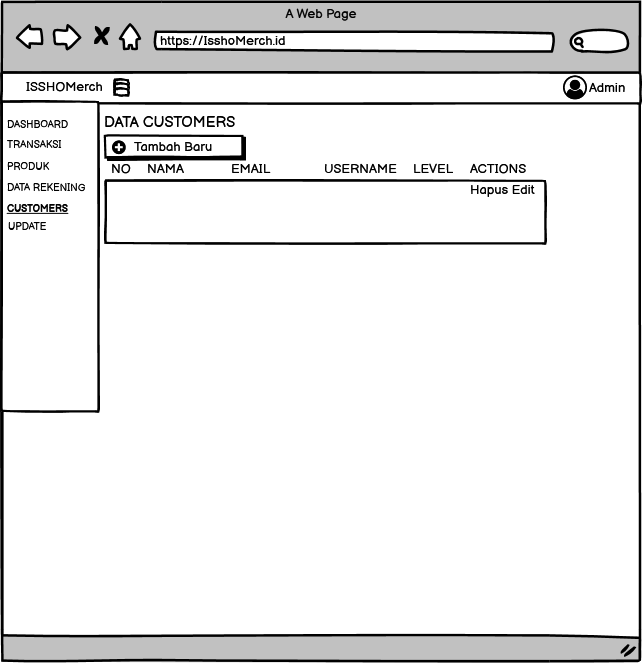 A Web Page
https://IsshoMerch.id
ISSHOMerch
Admin
DASHBOARD
TRANSAKSI
PRODUK
DATA REKENING
CUSTOMERS
UPDATE
DATA CUSTOMERS
Tambah Baru
NO NAMA EMAIL USERNAME LEVEL ACTIONS
Hapus Edit